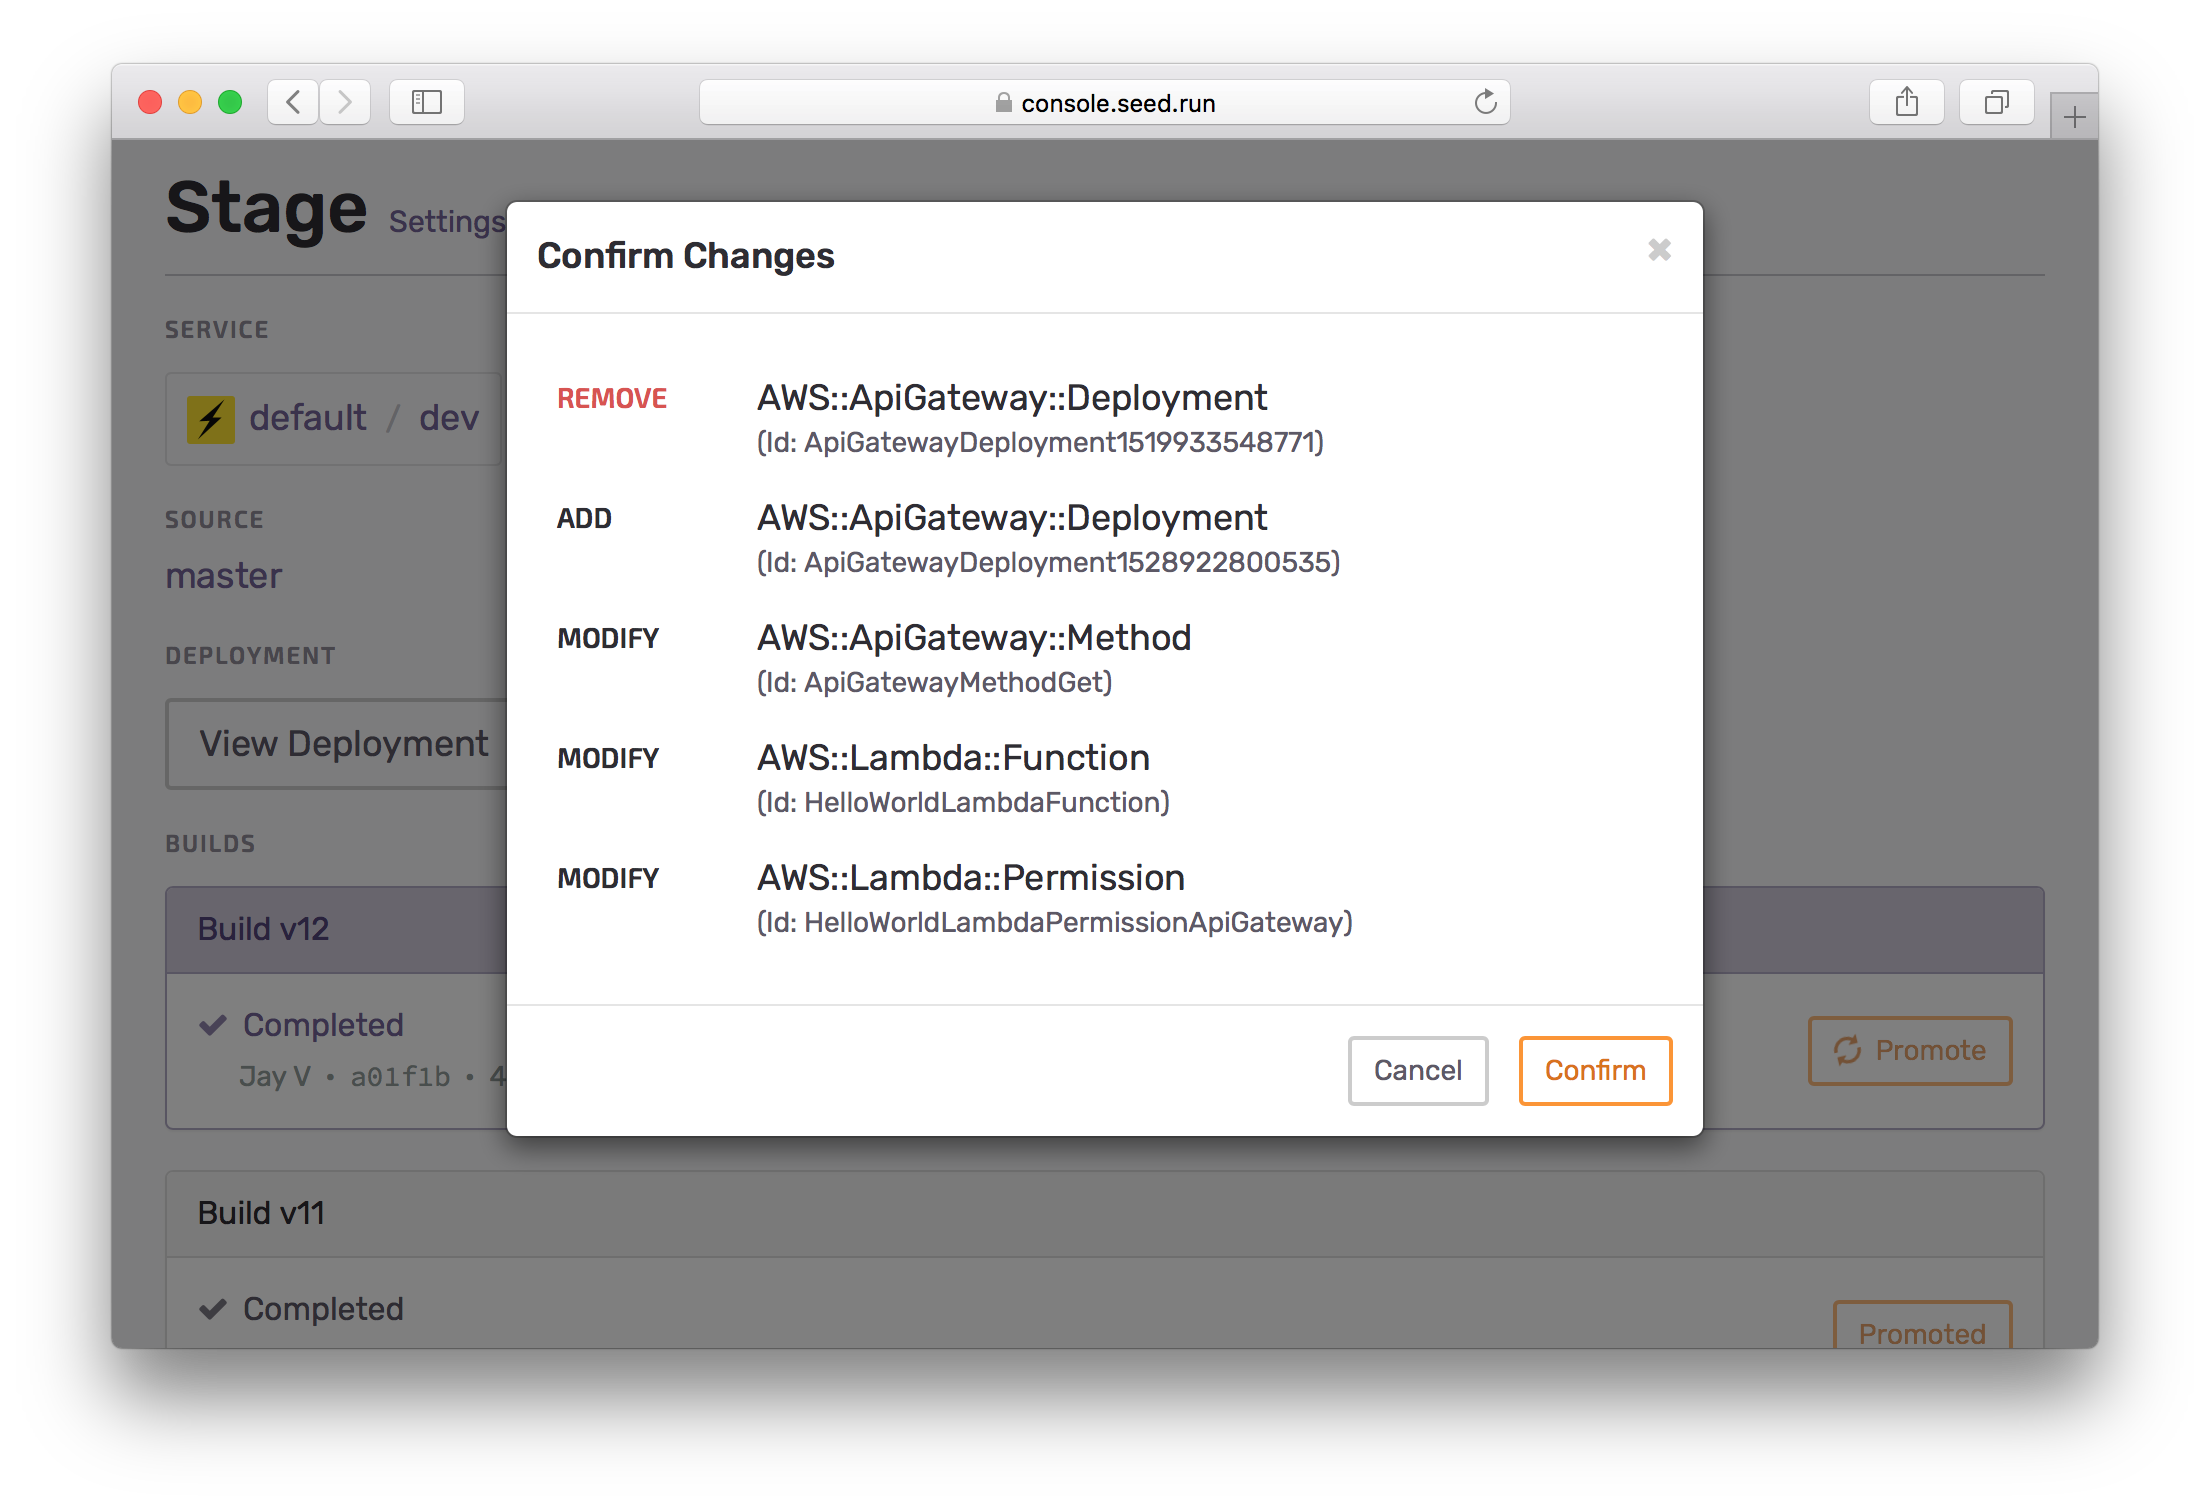 console.seed.run
Stage Settings
SERVICE
default / dev
SOURCE
master
DEPLOYMENT
View Deployment
BUILDS
Build v12
Completed
Jay V • a01f1b • 4
Promote
Build v11
Completed
Promoted
Confirm Changes
REMOVE AWS::ApiGateway::Deployment
(Id: ApiGatewayDeployment1519933548771)
ADD AWS::ApiGateway::Deployment
(Id: ApiGatewayDeployment1528922800535)
MODIFY AWS::ApiGateway::Method
(Id: ApiGatewayMethodGet)
MODIFY AWS::Lambda::Function
(Id: HelloWorldLambdaFunction)
MODIFY AWS::Lambda::Permission
(Id: HelloWorldLambdaPermissionApiGateway)
Cancel Confirm